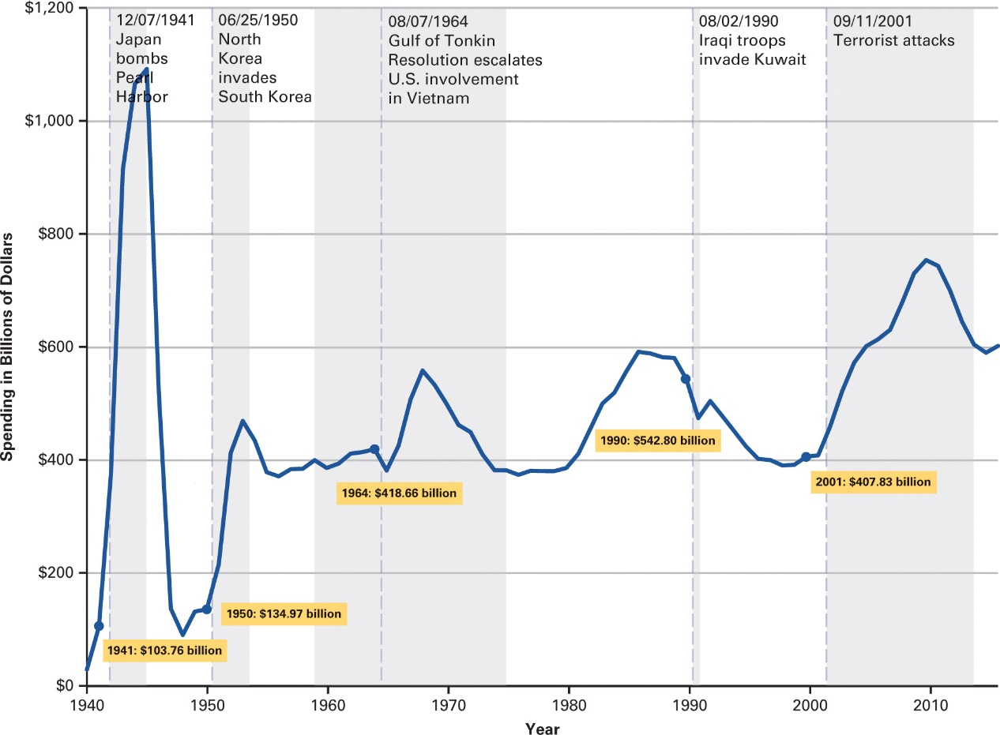 $1,200
$1,000
$800
$600
$400
$200
$0
Spending in Billions of Dollars
12/07/1941
Japan
bombs
Pearl
Harbor
06/25/1950
North
Korea
invades
South Korea
08/07/1964
Gulf of Tonkin
Resolution escalates
U.S. involvement
in Vietnam
08/02/1990
Iraqi troops
invade Kuwait
09/11/2001
Terrorist attacks
1941: $103.76 billion
1950: $134.97 billion
1964: $418.66 billion
1990: $542.80 billion
2001: $407.83 billion
1940 1950 1960 1970 1980 1990 2000 2010
Year